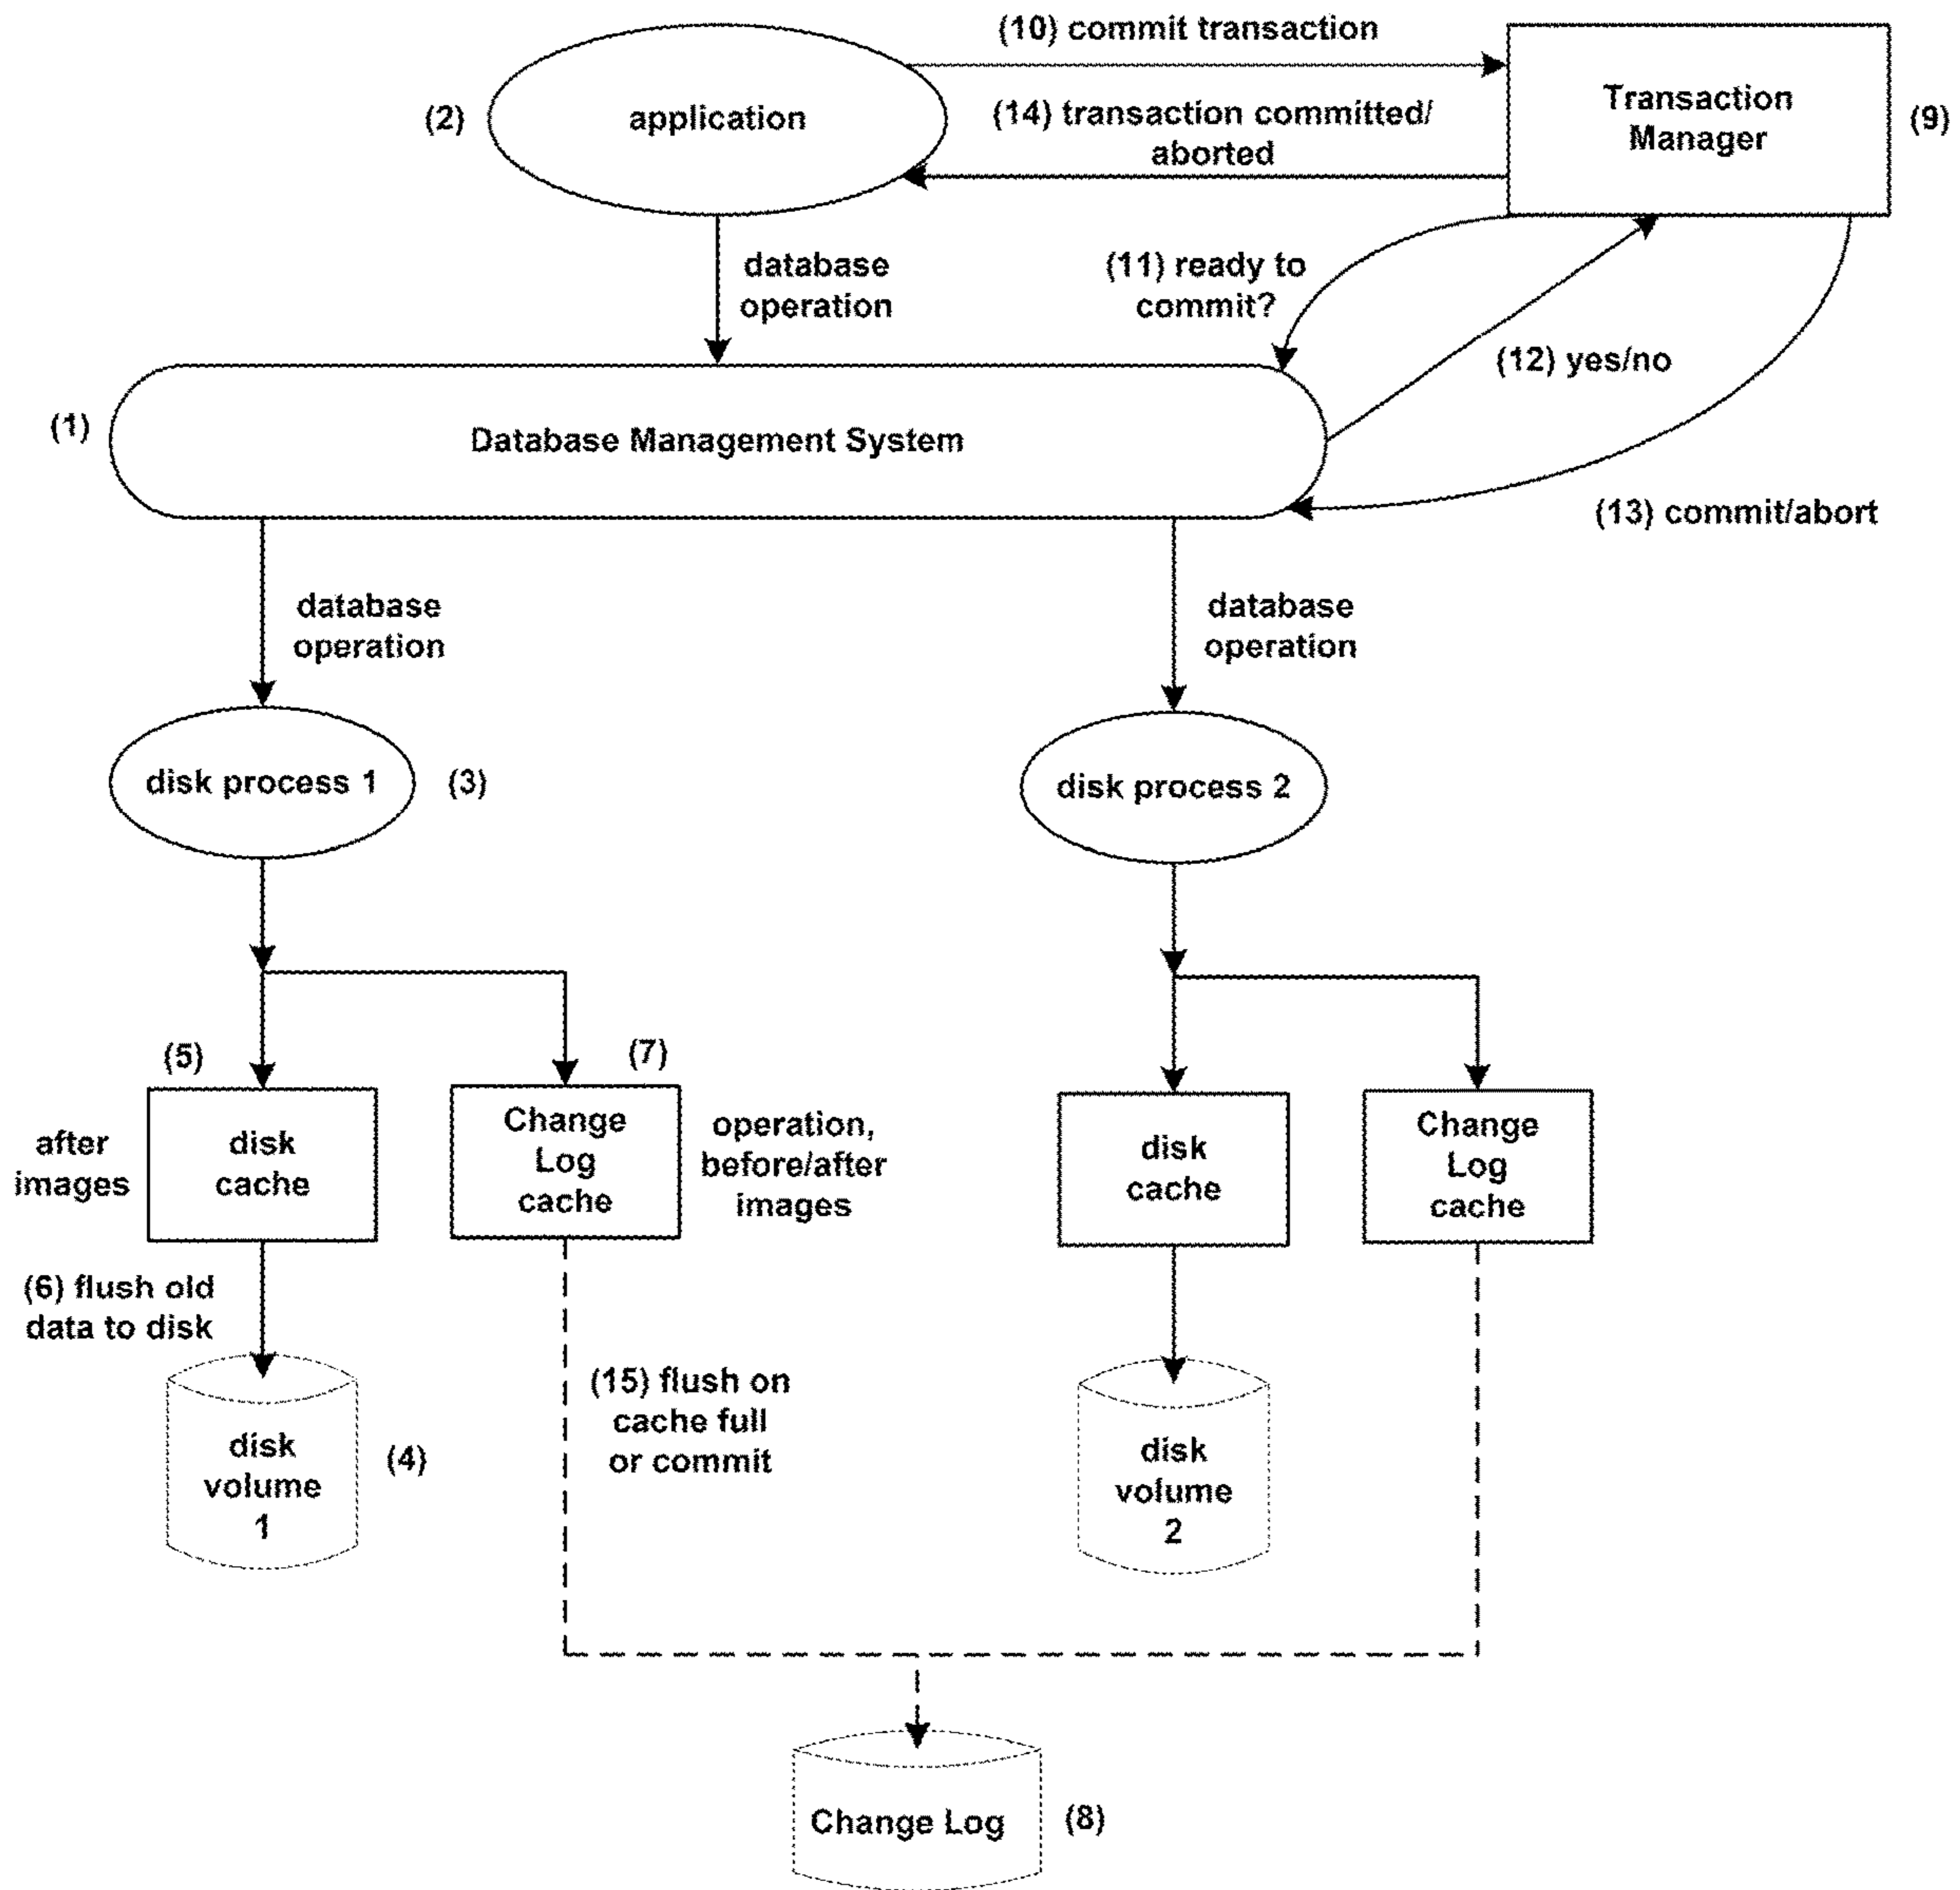 (10) commit transaction
(2)
application
(14) transaction committed/
aborted
Transaction
Manager
(9)
database
operation
(11) ready to
commit?
(12) yes/no
(1)
Database Management System
(13) commit/abort
database
operation
database
operation
disk process 1
(3)
disk process 2
(5)
(7)
after
images
disk
cache
Change
Log
cache
operation,
before/after
images
disk
cache
Change
Log
cache
(6) flush old
data to disk
(15) flush on
cache full
or commit
disk
volume
1
(4)
disk
volume
2
Change Log
(8)